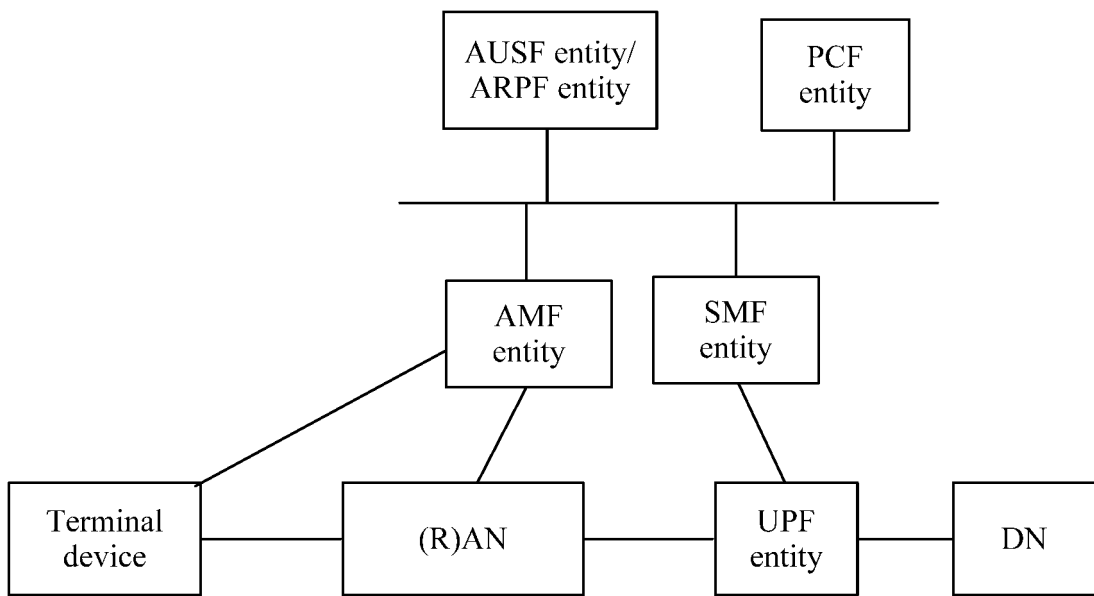 AUSF entity/
ARPF entity
PCF
entity
AMF
entity
SMF
entity
Terminal
device
(R)AN
UPF
entity
DN